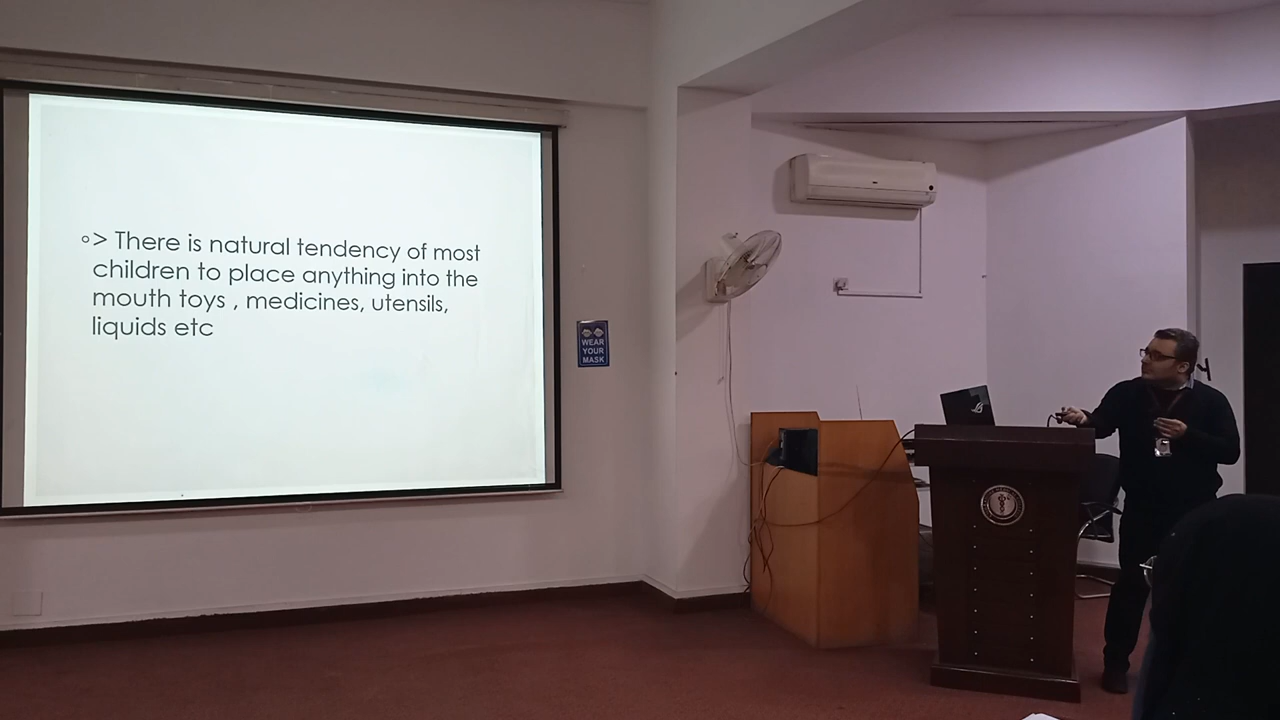 > There is natural tendency of most
children to place anything into the
mouth toys , medicines, utensils,
liquids etc
WEAR
YOUR
MASK